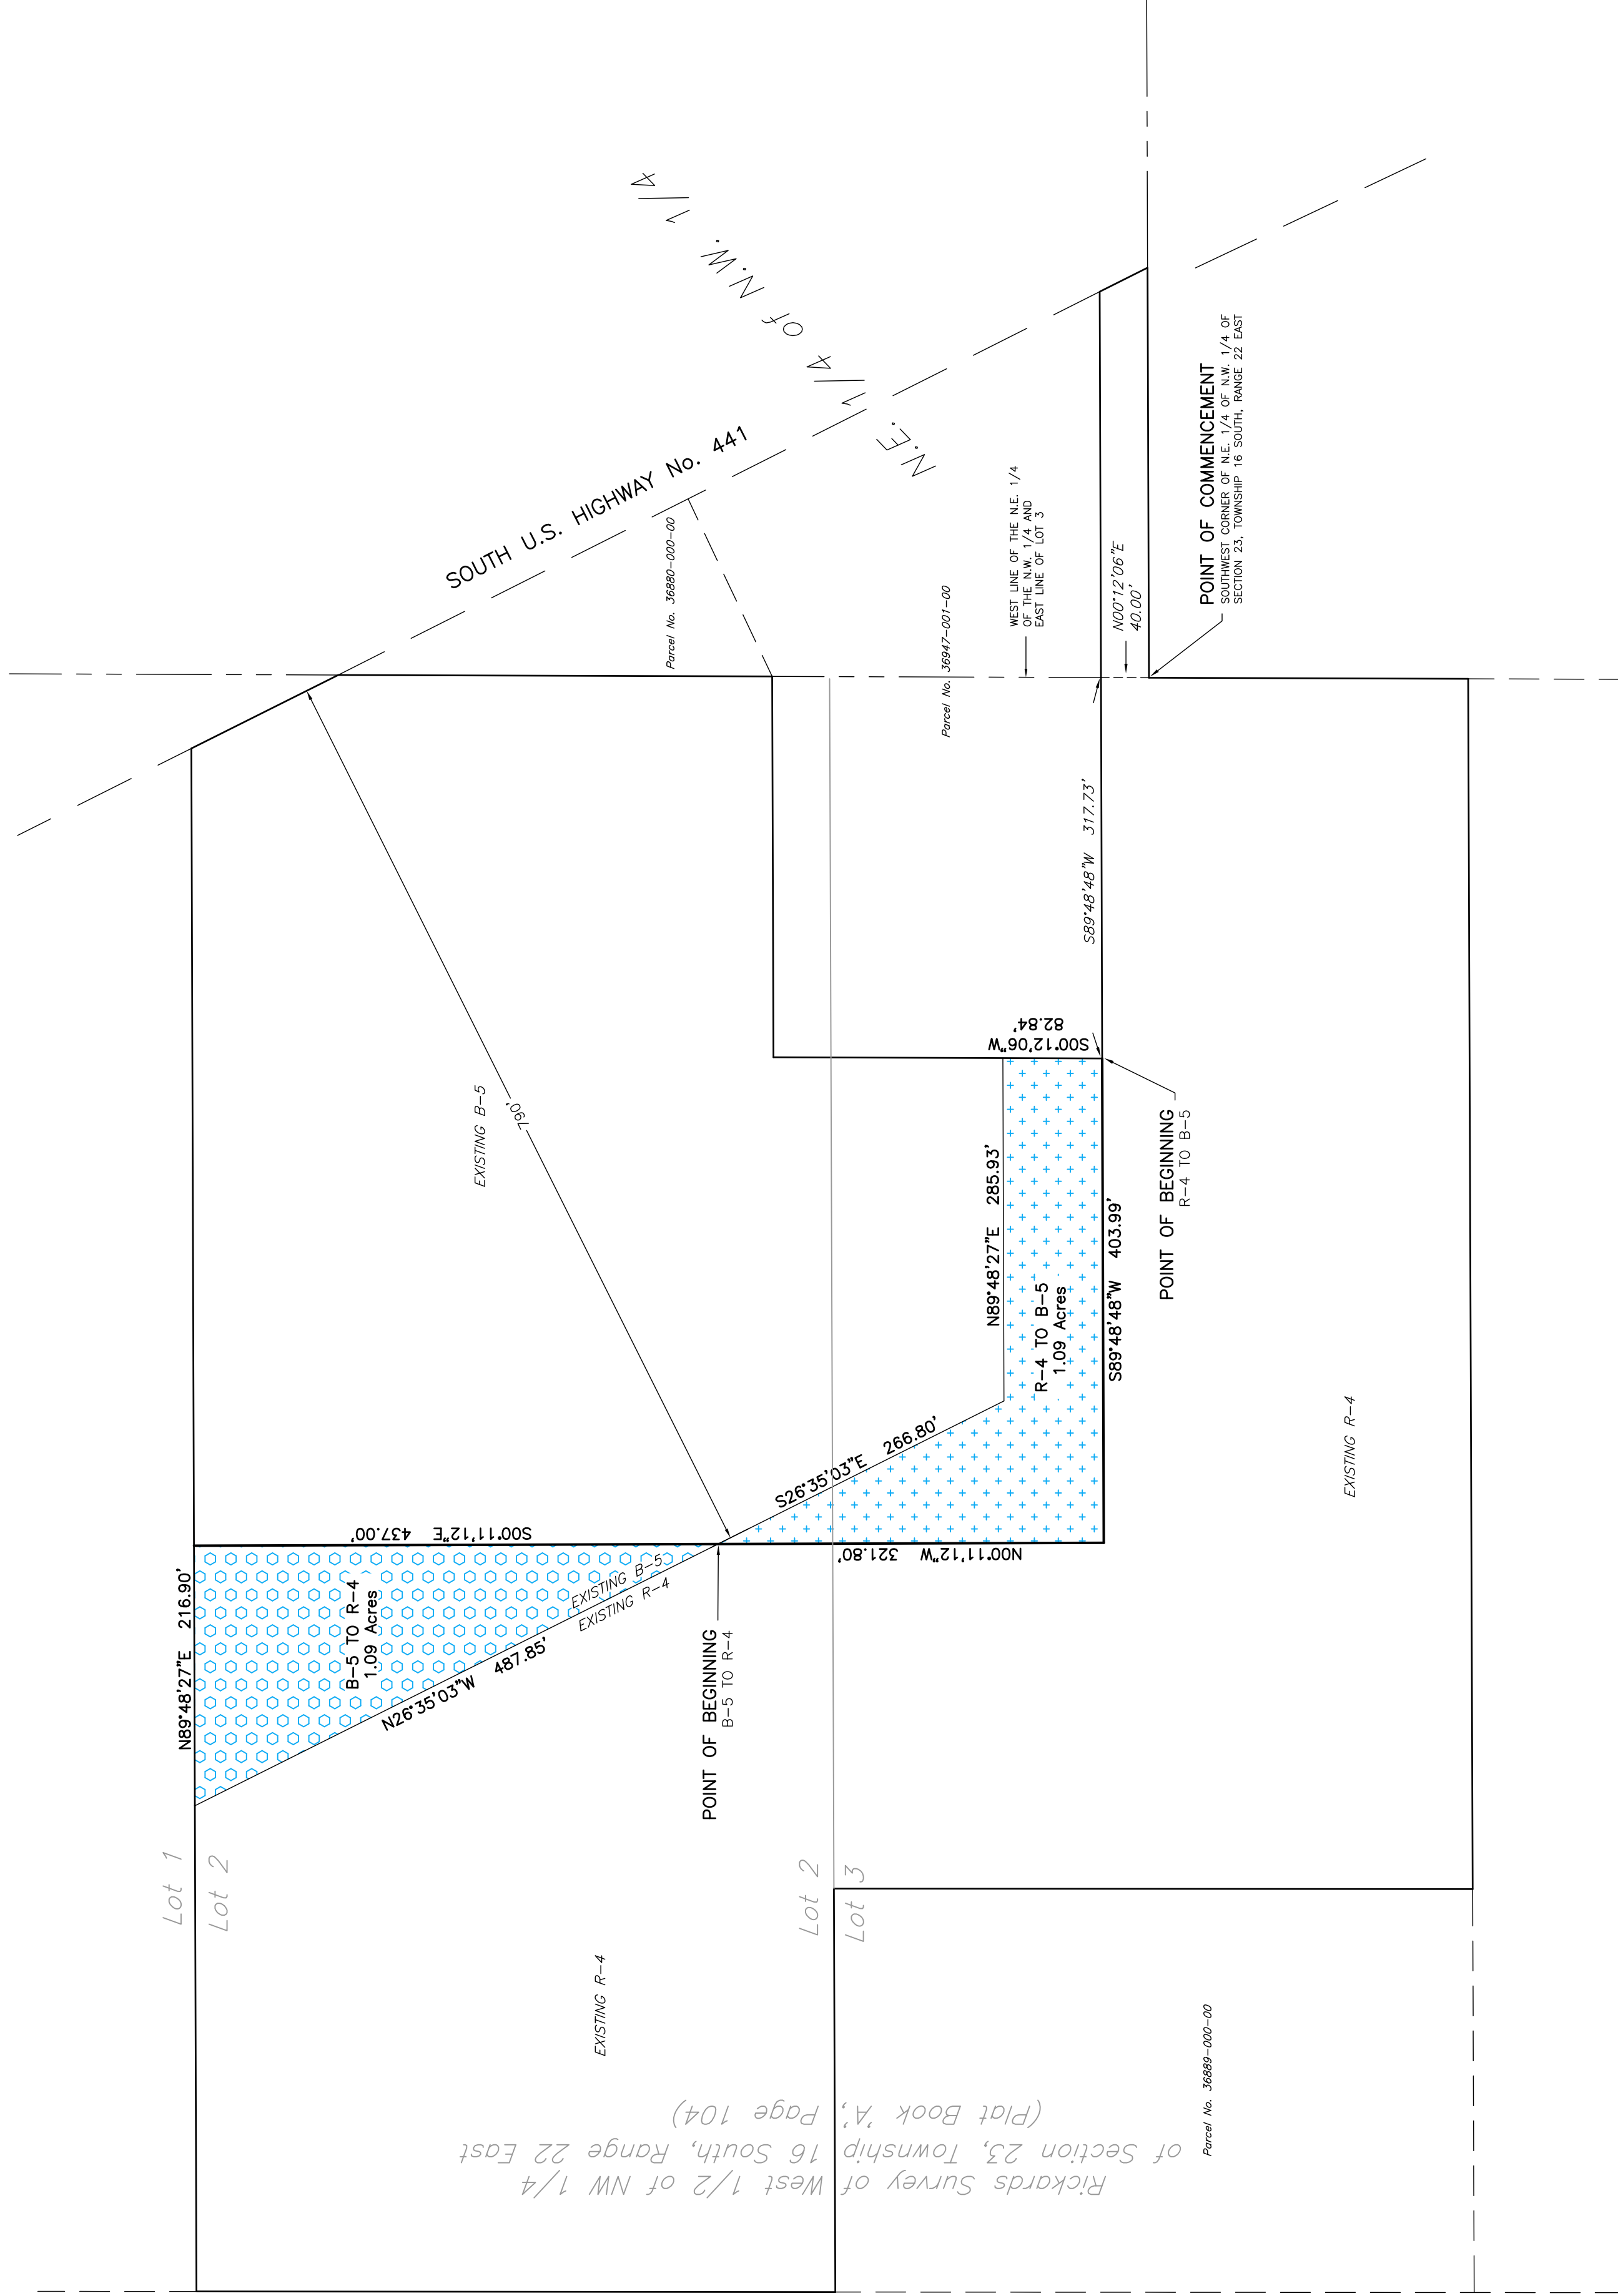 SOUTH U.S. HIGHWAY No. 441
N.E. 1/4 of N.W. 1/4
Parcel No. 36880-000-00
Parcel No. 36947-001-00
WEST LINE OF THE N.E. 1/4
OF THE N.W. 1/4 AND
EAST LINE OF LOT 3
N00°12'06"E
40.00'
POINT OF COMMENCEMENT
SOUTHWEST CORNER OF N.E. 1/4 OF N.W. 1/4 OF
SECTION 23, TOWNSHIP 16 SOUTH, RANGE 22 EAST
S89°48'48"W 317.73'
EXISTING B-5
790'
S00°12'06"W
82.84'
N89°48'27"E 285.93'
R-4 TO B-5
1.09 Acres
S89°48'48"W 403.99'
POINT OF BEGINNING
R-4 TO B-5
S26°35'03"E 266.80'
N00°11'12"W 321.80'
S00°11'12"E 437.00'
N89°48'27"E 216.90'
B-5 TO R-4
1.09 Acres
EXISTING B-5
EXISTING R-4
N26°35'03"W 487.85'
POINT OF BEGINNING
B-5 TO R-4
EXISTING R-4
Lot 1
Lot 2
Lot 2
Lot 3
EXISTING R-4
Parcel No. 36889-000-00
Rickards Survey of West 1/2 of NW 1/4
of Section 23, Township 16 South, Range 22 East
(Plat Book 'A', Page 104)